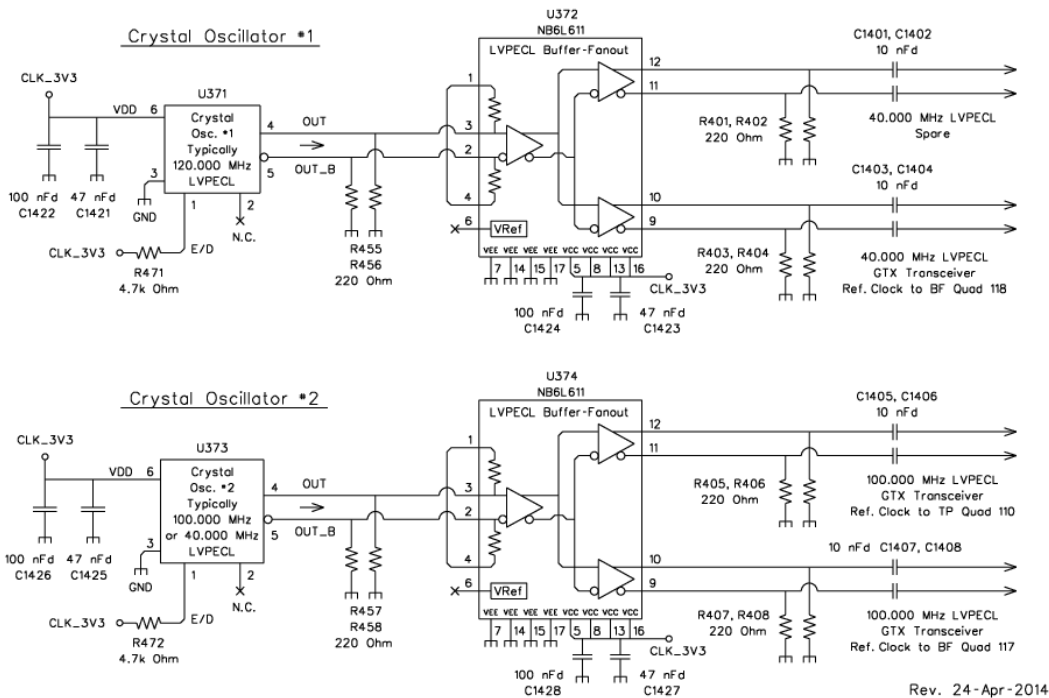 Crystal Oscillator #1
CLK_3V3
VDD 6
U371
Crystal
Osc. #1
Typically
120.000 MHz
LVPECL
4
5
OUT
OUT_B
3
GND
1
2
N.C.
E/D
100 nFd
C1422
47 nFd
C1421
CLK_3V3
R471
4.7k Ohm
R455
R456
220 Ohm
U372
NB6L611
LVPECL Buffer-Fanout
1
3
2
4
6
VRef
VEE VEE VEE VEE VCC VCC VCC VCC
7 14 15 17 5 8 13 16
CLK_3V3
100 nFd
C1424
47 nFd
C1423
12
11
10
9
C1401, C1402
10 nFd
R401, R402
220 Ohm
40.000 MHz LVPECL
Spare
C1403, C1404
10 nFd
R403, R404
220 Ohm
40.000 MHz LVPECL
GTX Transceiver
Ref. Clock to BF Quad 118
Crystal Oscillator #2
CLK_3V3
VDD 6
U373
Crystal
Osc. #2
Typically
100.000 MHz
or 40.000 MHz
LVPECL
4
5
OUT
OUT_B
3
GND
1
2
N.C.
E/D
100 nFd
C1426
47 nFd
C1425
CLK_3V3
R472
4.7k Ohm
R457
R458
220 Ohm
U374
NB6L611
LVPECL Buffer-Fanout
1
3
2
4
6
VRef
VEE VEE VEE VEE VCC VCC VCC VCC
7 14 15 17 5 8 13 16
CLK_3V3
100 nFd
C1428
47 nFd
C1427
12
11
10
9
C1405, C1406
10 nFd
R405, R406
220 Ohm
100.000 MHz LVPECL
GTX Transceiver
Ref. Clock to TP Quad 110
10 nFd C1407, C1408
R407, R408
220 Ohm
100.000 MHz LVPECL
GTX Transceiver
Ref. Clock to BF Quad 117
Rev. 24-Apr-2014